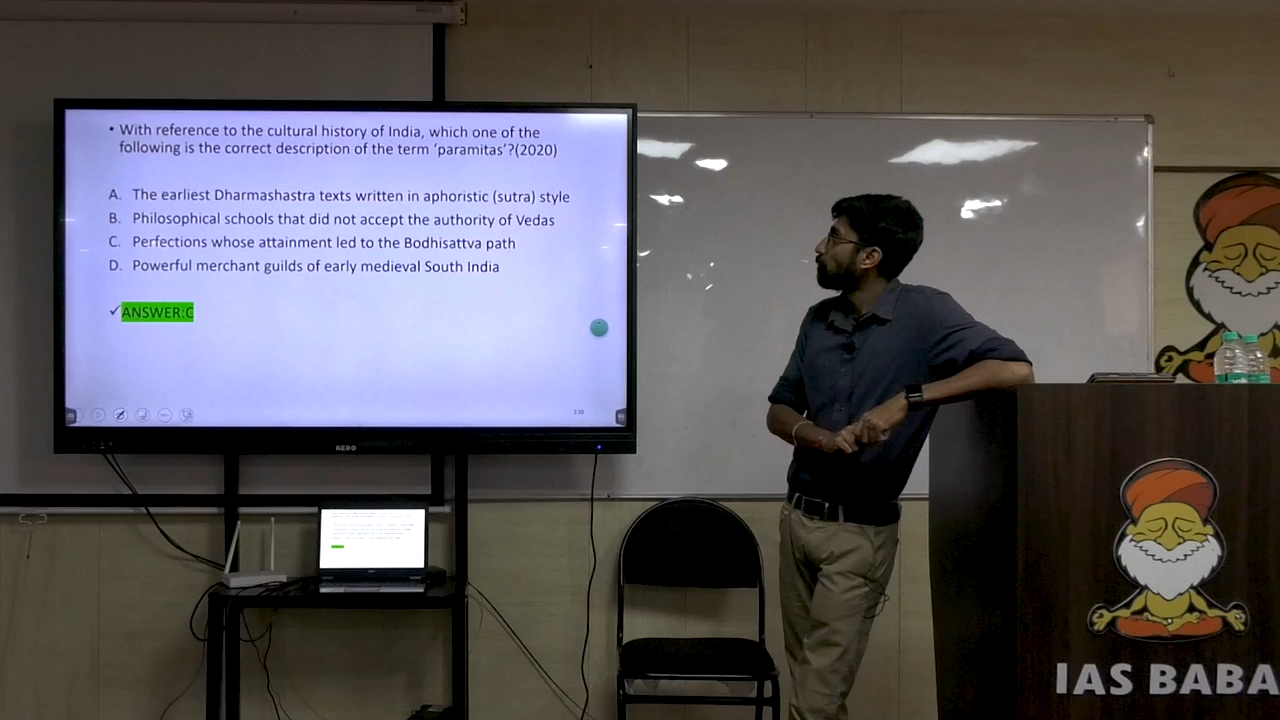 • With reference to the cultural history of India, which one of the
following is the correct description of the term 'paramitas'?(2020)
A. The earliest Dharmashastra texts written in aphoristic (sutra) style
B. Philosophical schools that did not accept the authority of Vedas
C. Perfections whose attainment led to the Bodhisattva path
D. Powerful merchant guilds of early medieval South India
✓ANSWER:C
AERO
IAS BABA